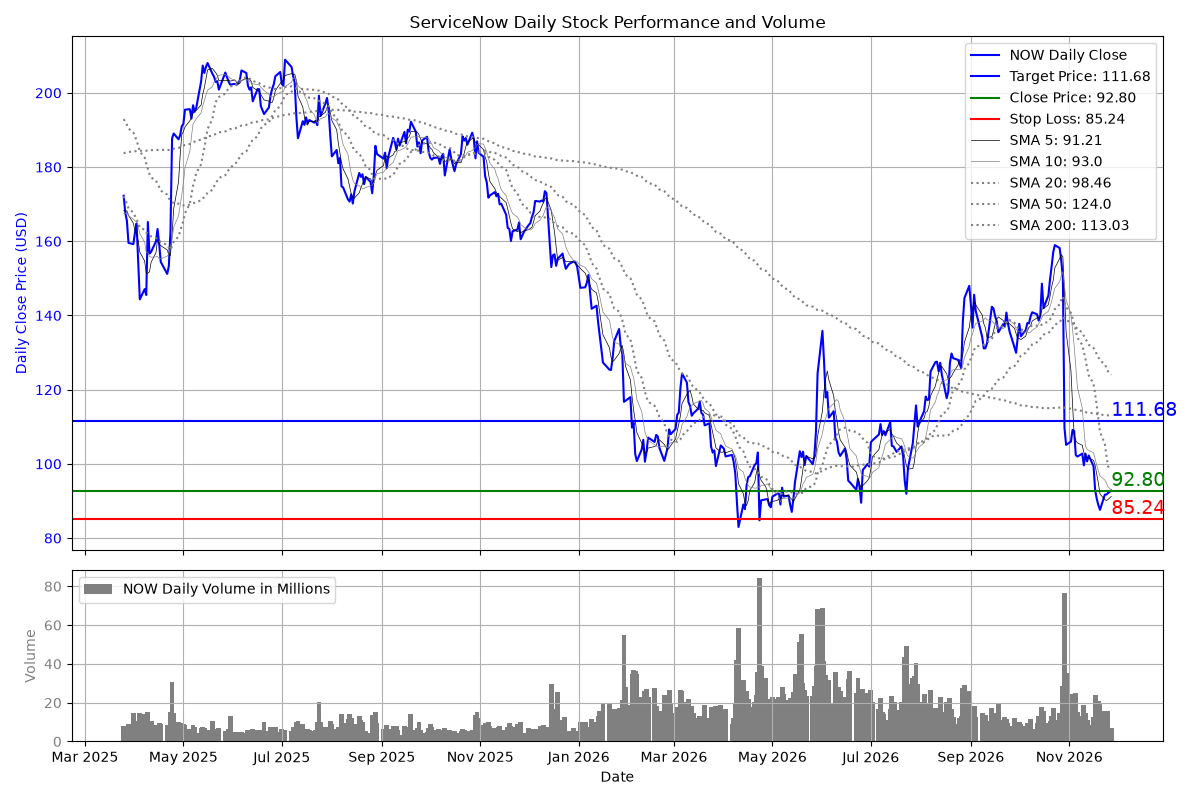 ServiceNow Daily Stock Performance and Volume
Daily Close Price (USD)
200
180
160
140
120
100
80
NOW Daily Close
Target Price: 111.68
Close Price: 92.80
Stop Loss: 85.24
SMA 5: 91.21
SMA 10: 93.0
SMA 20: 98.46
SMA 50: 124.0
SMA 200: 113.03
111.68
92.80
85.24
Volume
80
60
40
20
0
NOW Daily Volume in Millions
Mar 2025 May 2025 Jul 2025 Sep 2025 Nov 2025 Jan 2026 Mar 2026 May 2026 Jul 2026 Sep 2026 Nov 2026
Date